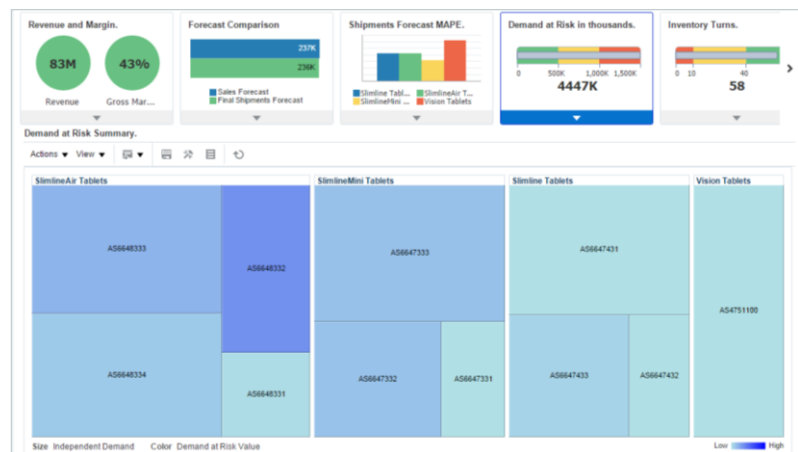 Revenue and Margin.
83M
43%
Revenue
Gross Mar...
Forecast Comparison
237K
236K
Sales Forecast
Final Shipments Forecast
Shipments Forecast MAPE.
Slimline Tabl...
SlimlineAir T...
SlimlineMini ...
Vision Tablets
Demand at Risk in thousands.
0 500K 1,000K 1,500K
4447K
Inventory Turns.
0 10 40
58
Demand at Risk Summary.
Actions View
SlimlineAir Tablets
AS6648333
AS6648332
AS6648334
AS6648331
SlimlineMini Tablets
AS6647333
AS6647332
AS6647331
Slimline Tablets
AS6647431
AS6647433
AS6647432
Vision Tablets
AS4751100
Size Independent Demand Color Demand at Risk Value
Low High